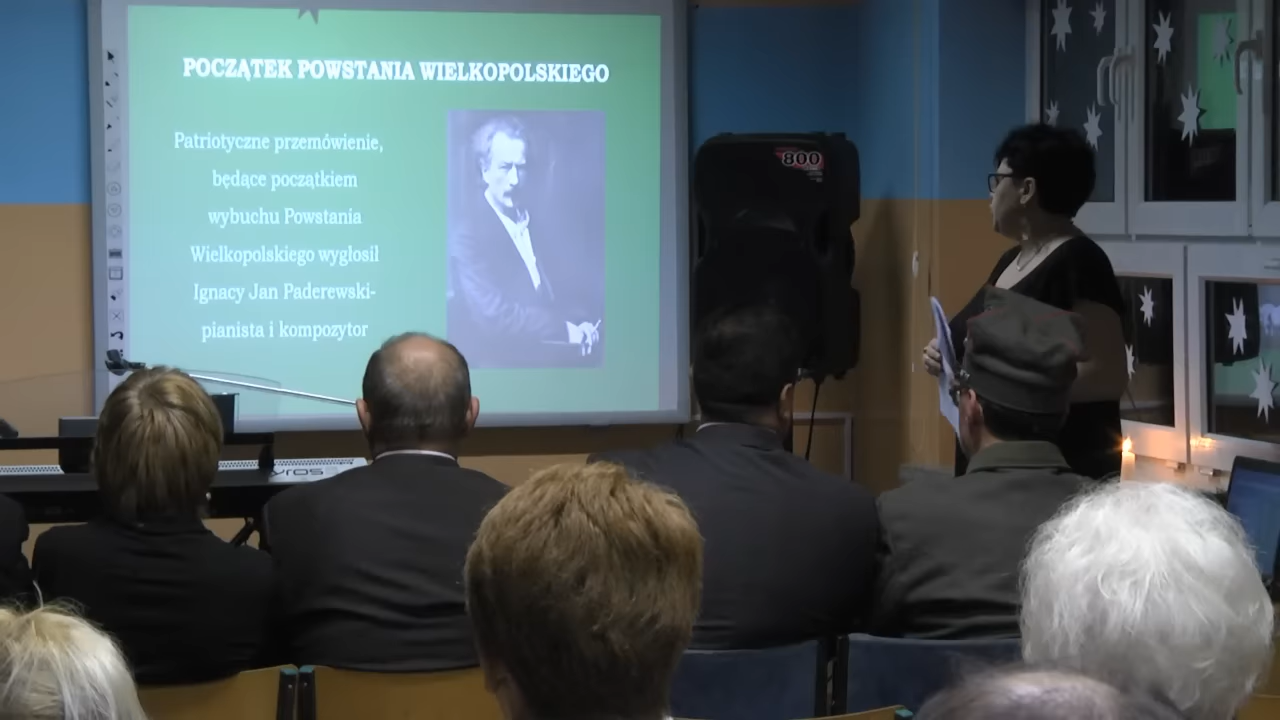 POCZĄTEK POWSTANIA WIELKOPOLSKIEGO
Patriotyczne przemówienie,
będące początkiem
wybuchu Powstania
Wielkopolskiego wygłosił
Ignacy Jan Paderewski-
pianista i kompozytor
800